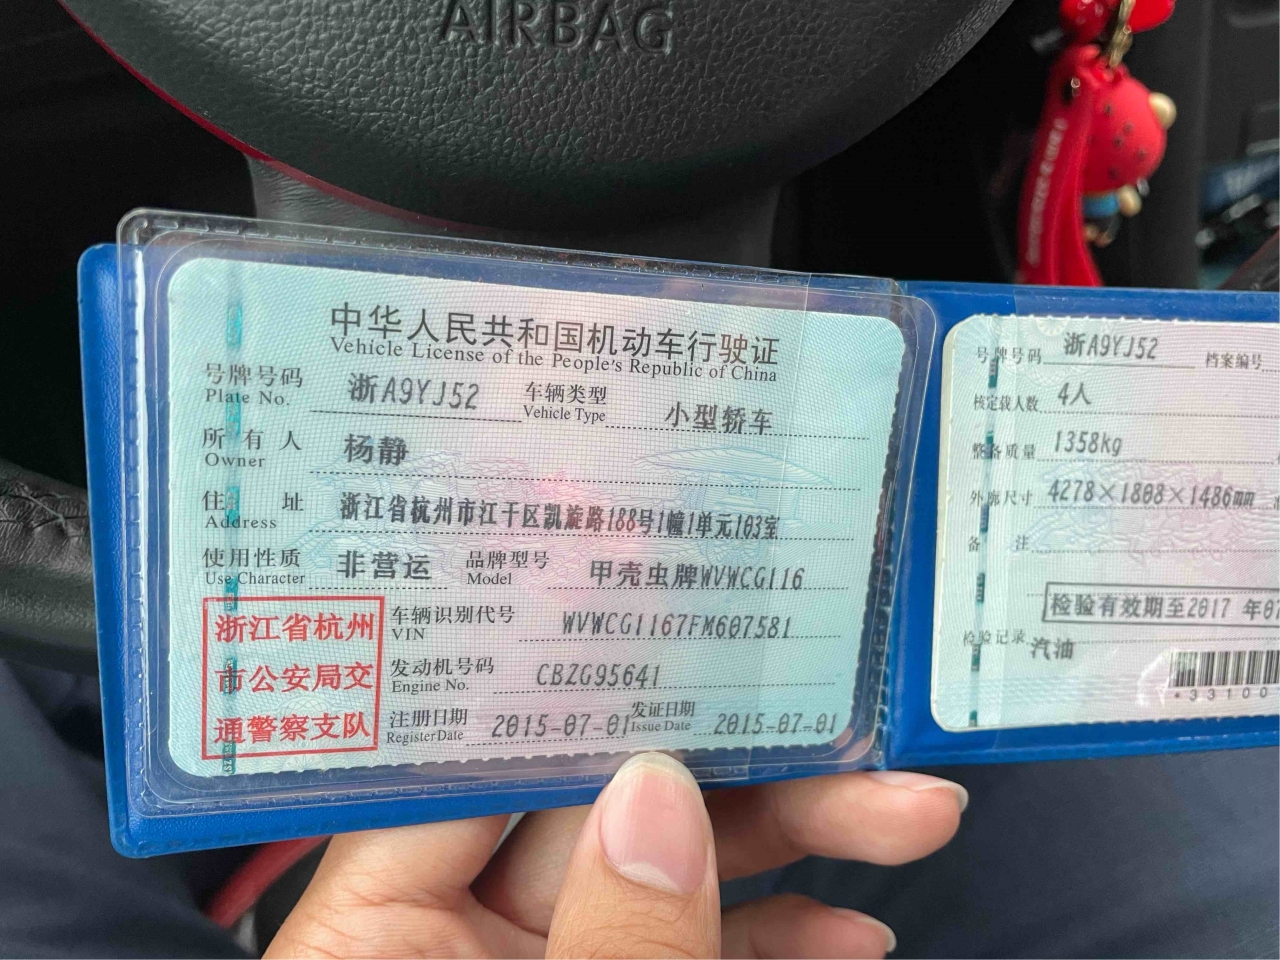 AIRBAG
中华人民共和国机动车行驶证
Vehicle License of the People's Republic of China
号牌号码 浙A9YJ52 车辆类型 小型轿车
Plate No. Vehicle Type
所有人 杨静
Owner
住址 浙江省杭州市江干区凯旋路188号1幢1单元103室
Address
使用性质 非营运 品牌型号 甲壳虫牌WVWCG116
Use Character Model
浙江省杭州
市公安局交
通警察支队
车辆识别代号 WVWCG1167FM607581
VIN
发动机号码 CBZG95641
Engine No.
注册日期 2015-07-01 发证日期 2015-07-01
Register Date Issue Date
号牌号码 浙A9YJ52 档案编号
核定载人数 4人
整备质量 1358kg
外廓尺寸 4278×1808×1486mm
备注
检验有效期至2017 年0
检验记录 汽油
*33100